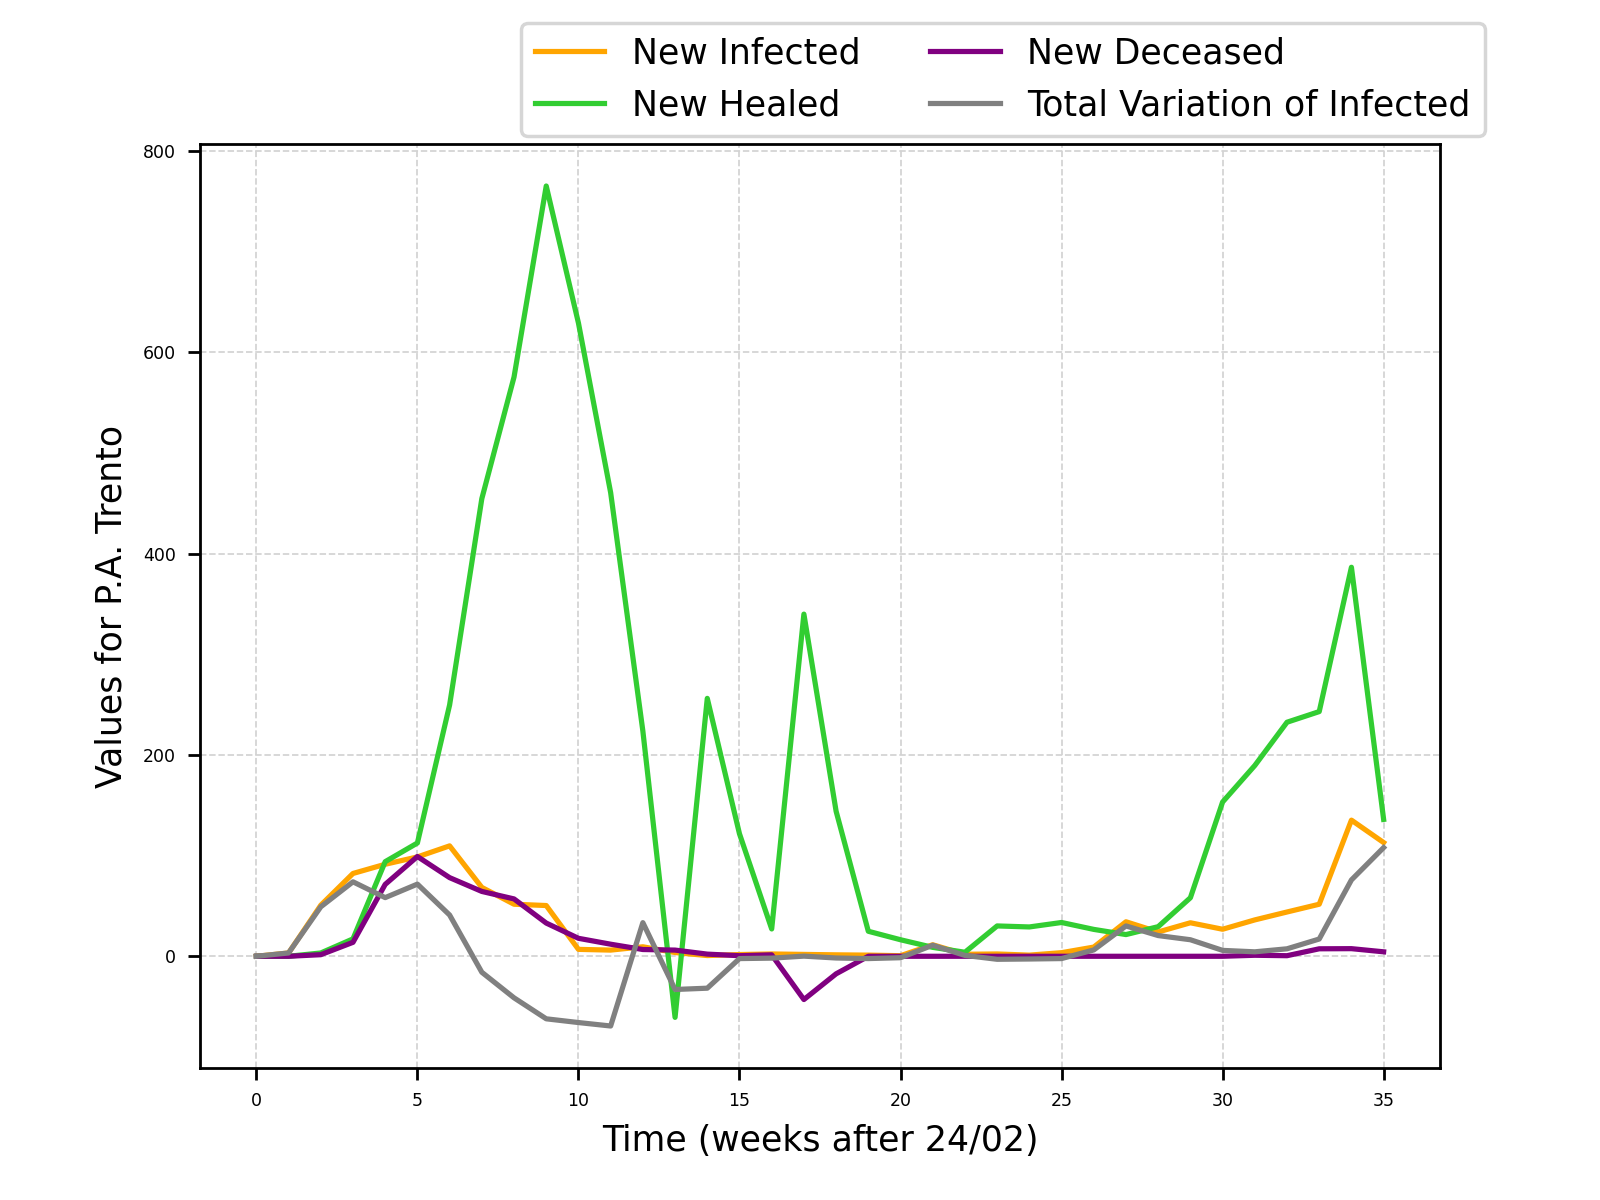 New Infected
New Healed
New Deceased
Total Variation of Infected
Values for P.A. Trento
800
600
400
200
0
0 5 10 15 20 25 30 35
Time (weeks after 24/02)